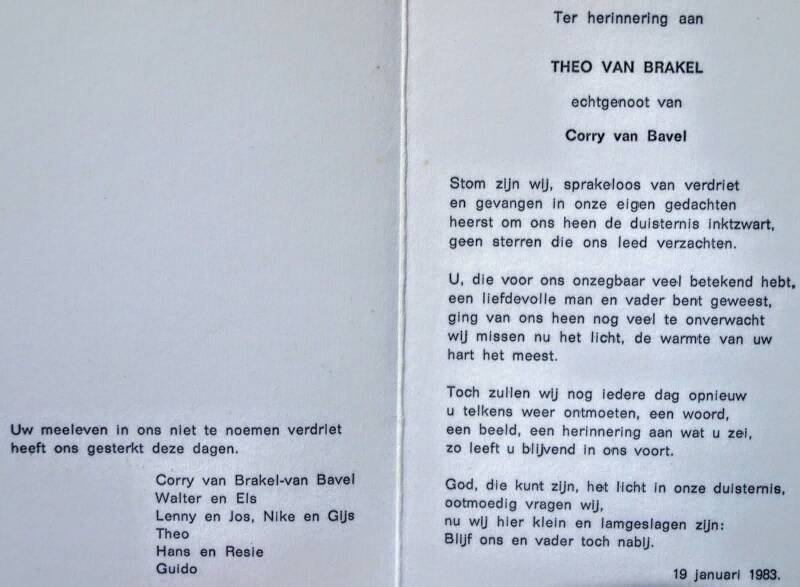 Uw meeleven in ons niet te noemen verdriet
heeft ons gesterkt deze dagen.
Corry van Brakel-van Bavel
Walter en Els
Lenny en Jos, Nike en Gijs
Theo
Hans en Resie
Guido
Ter herinnering aan
THEO VAN BRAKEL
echtgenoot van
Corry van Bavel
Stom zijn wij, sprakeloos van verdriet
en gevangen in onze eigen gedachten
heerst om ons heen de duisternis inktzwart,
geen sterren die ons leed verzachten.
U, die voor ons onzegbaar veel betekend hebt,
een liefdevolle man en vader bent geweest,
ging van ons heen nog veel te onverwacht
wij missen nu het licht, de warmte van uw
hart het meest.
Toch zullen wij nog iedere dag opnieuw
u telkens weer ontmoeten, een woord,
een beeld, een herinnering aan wat u zei,
zo leeft u blijvend in ons voort.
God, die kunt zijn, het licht in onze duisternis,
ootmoedig vragen wij,
nu wij hier klein en lamgeslagen zijn:
Blijf ons en vader toch nabij.
19 januari 1983.